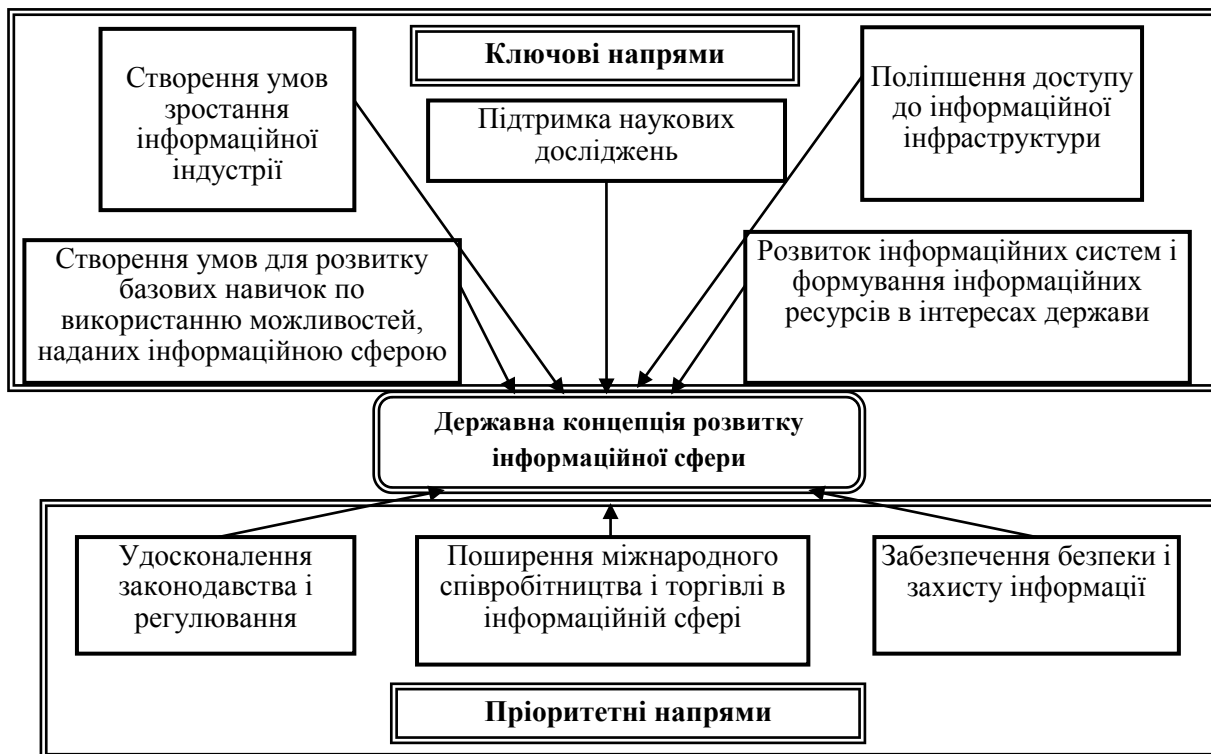 Ключові напрями
Створення умов
зростання
інформаційної
індустрії
Підтримка наукових
досліджень
Поліпшення доступу
до інформаційної
інфраструктури
Створення умов для розвитку
базових навичок по
використанню можливостей,
наданих інформаційною сферою
Розвиток інформаційних систем і
формування інформаційних
ресурсів в інтересах держави
Державна концепція розвитку
інформаційної сфери
Удосконалення
законодавства і
регулювання
Поширення міжнародного
співробітництва і торгівлі в
інформаційній сфері
Забезпечення безпеки і
захисту інформації
Пріоритетні напрями